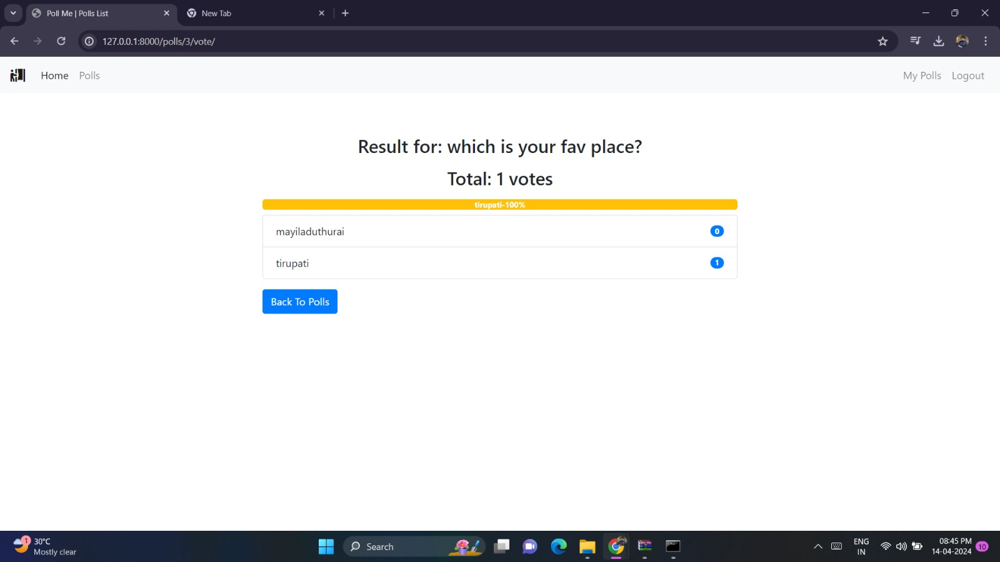 Poll Me | Polls List
New Tab
127.0.0.1:8000/polls/3/vote/
Home
Polls
My Polls
Logout
Result for: which is your fav place?
Total: 1 votes
tirupati-100%
mayiladuthurai 0
tirupati 1
Back To Polls
1
30°C
Mostly clear
Search
ENG
IN
08:45 PM
14-04-2024
10